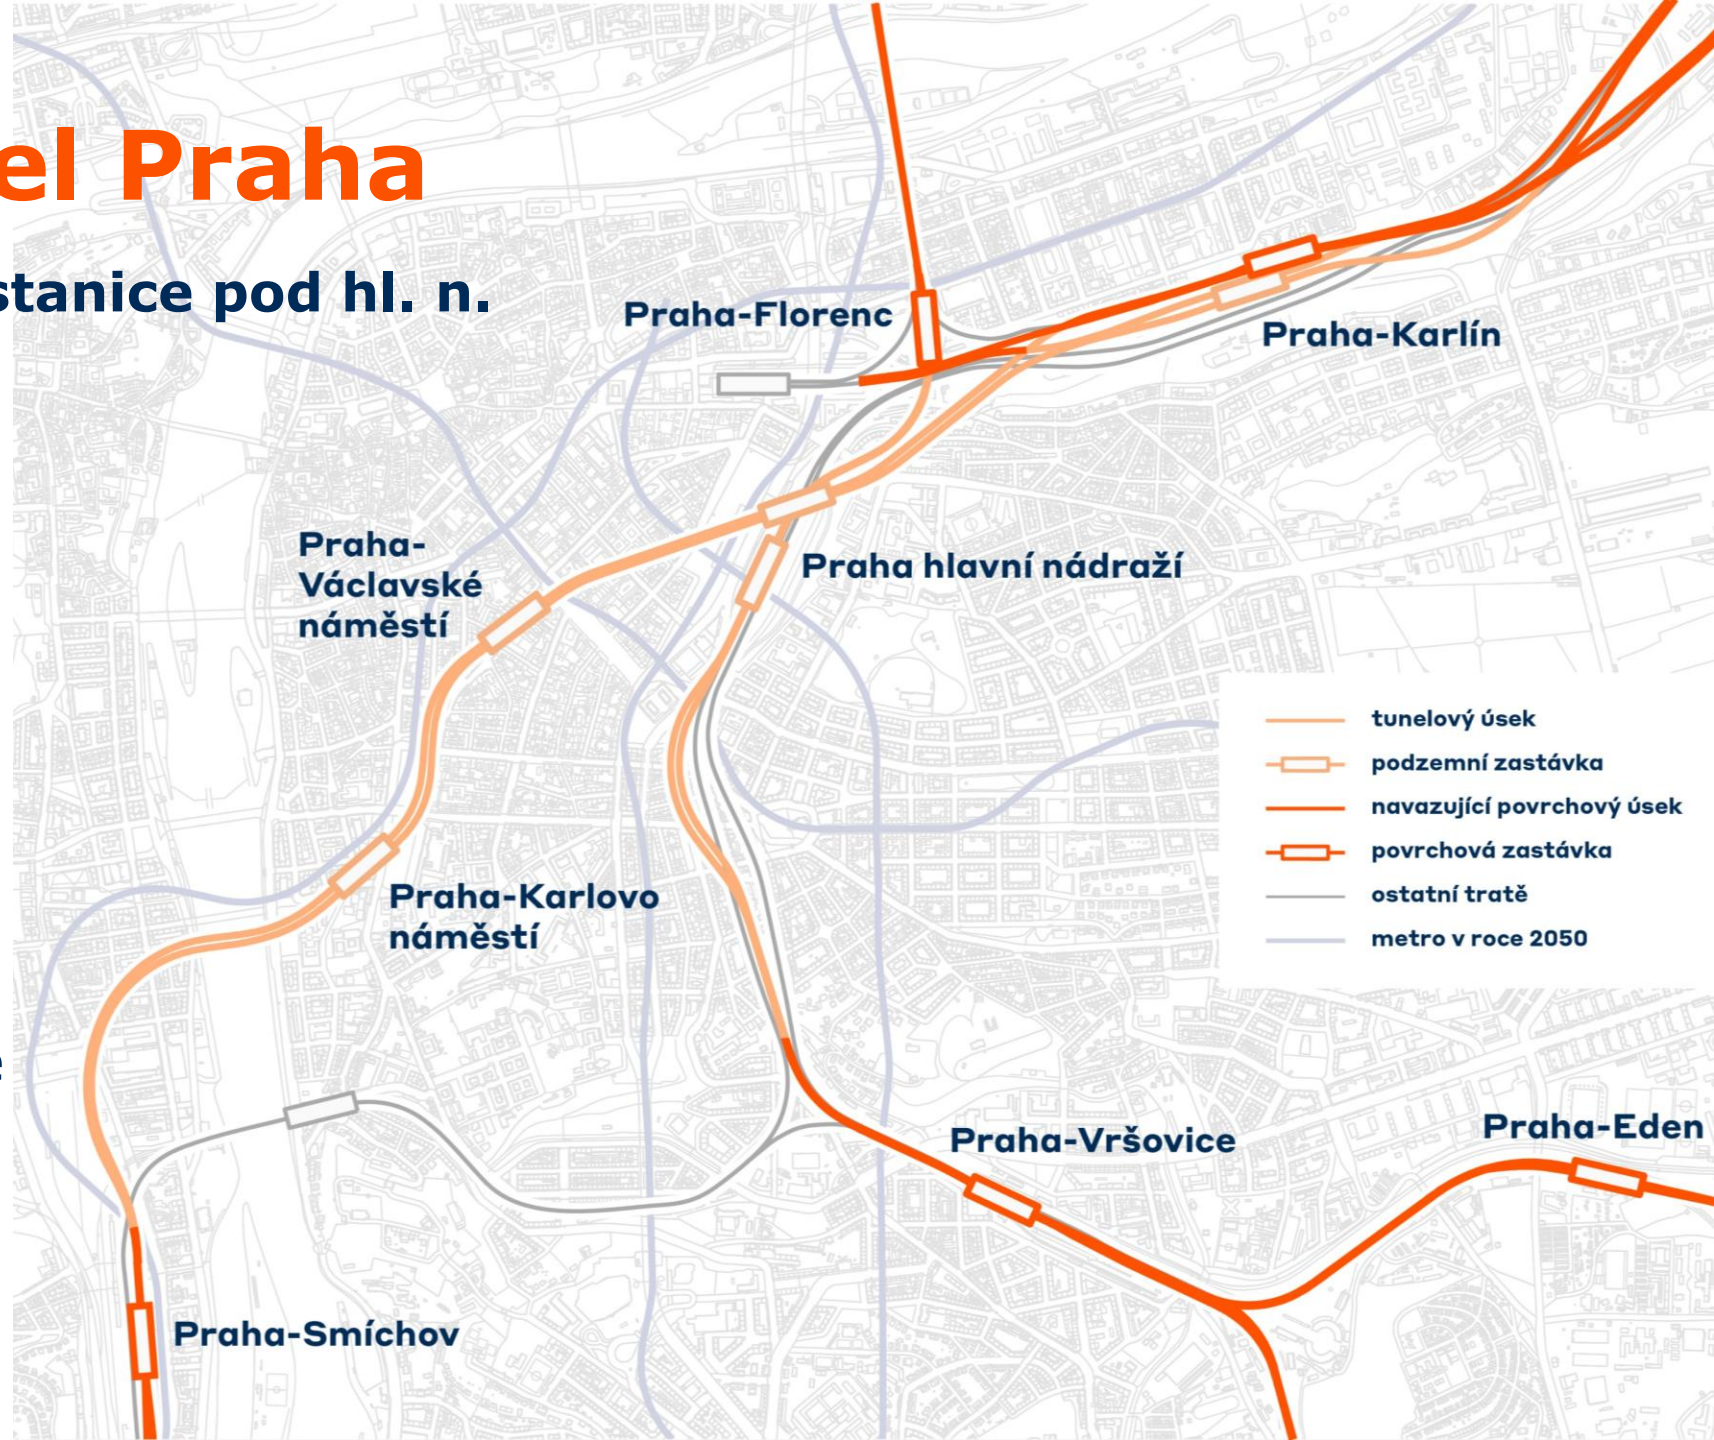 el Praha
stanice pod hl. n.
Praha-Florenc
Praha-Karlín
Praha-
Václavské
náměstí
Praha hlavní nádraží
tunelový úsek
podzemní zastávka
navazující povrchový úsek
povrchová zastávka
ostatní tratě
metro v roce 2050
Praha-Karlovo
náměstí
e
Praha-Vršovice
Praha-Eden
Praha-Smíchov